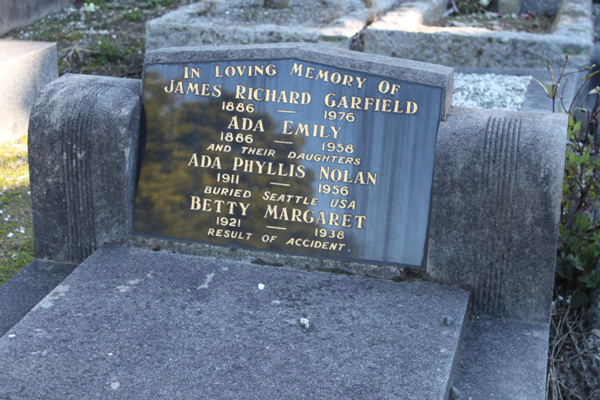 IN LOVING MEMORY OF
JAMES RICHARD GARFIELD
1886 — 1976
ADA EMILY
1886 — 1958
AND THEIR DAUGHTERS
ADA PHYLLIS NOLAN
1911 — 1956
BURIED SEATTLE USA
BETTY MARGARET
1921 — 1938
RESULT OF ACCIDENT.